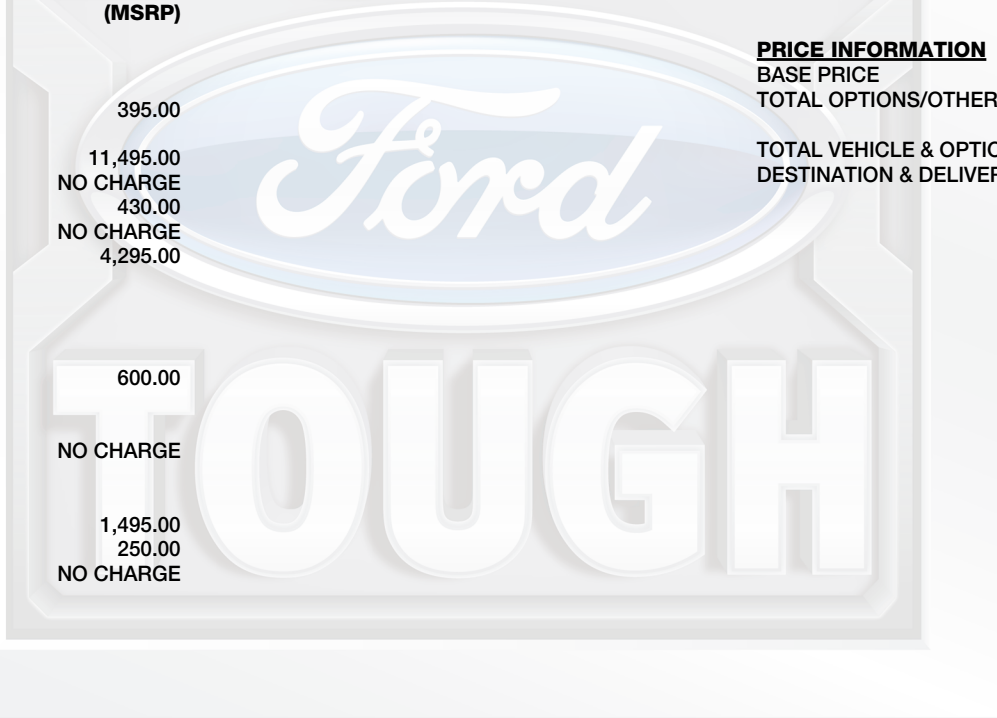 (MSRP)
395.00
11,495.00
NO CHARGE
430.00
NO CHARGE
4,295.00
600.00
NO CHARGE
1,495.00
250.00
NO CHARGE
PRICE INFORMATION
BASE PRICE
TOTAL OPTIONS/OTHER
TOTAL VEHICLE & OPTIO
DESTINATION & DELIVER
Ford
TOUGH